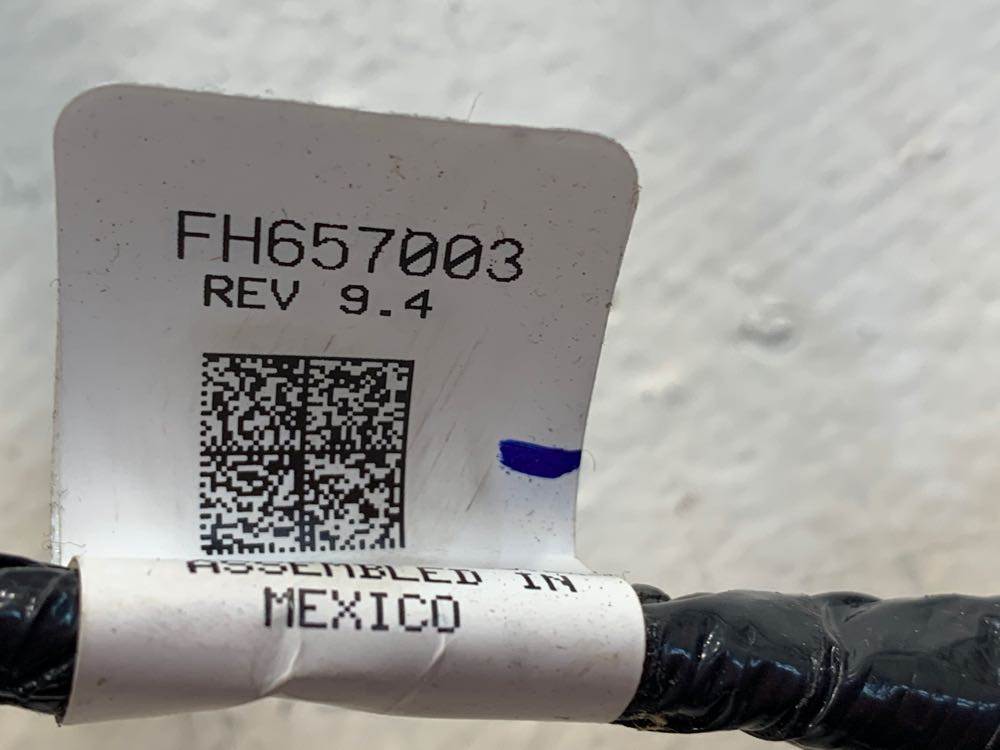 FH657003
REV 9.4
ASSEMBLED IN
MEXICO